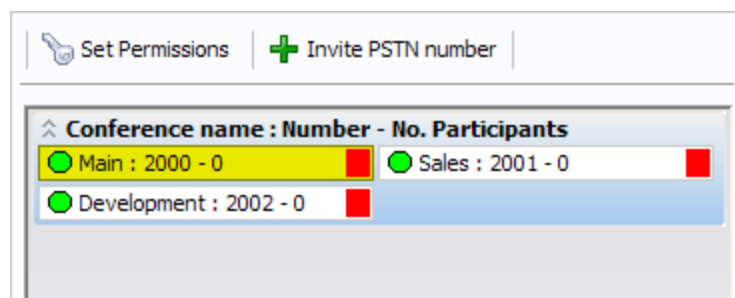 Set Permissions Invite PSTN number
Conference name : Number - No. Participants
Main : 2000 - 0 Sales : 2001 - 0
Development : 2002 - 0